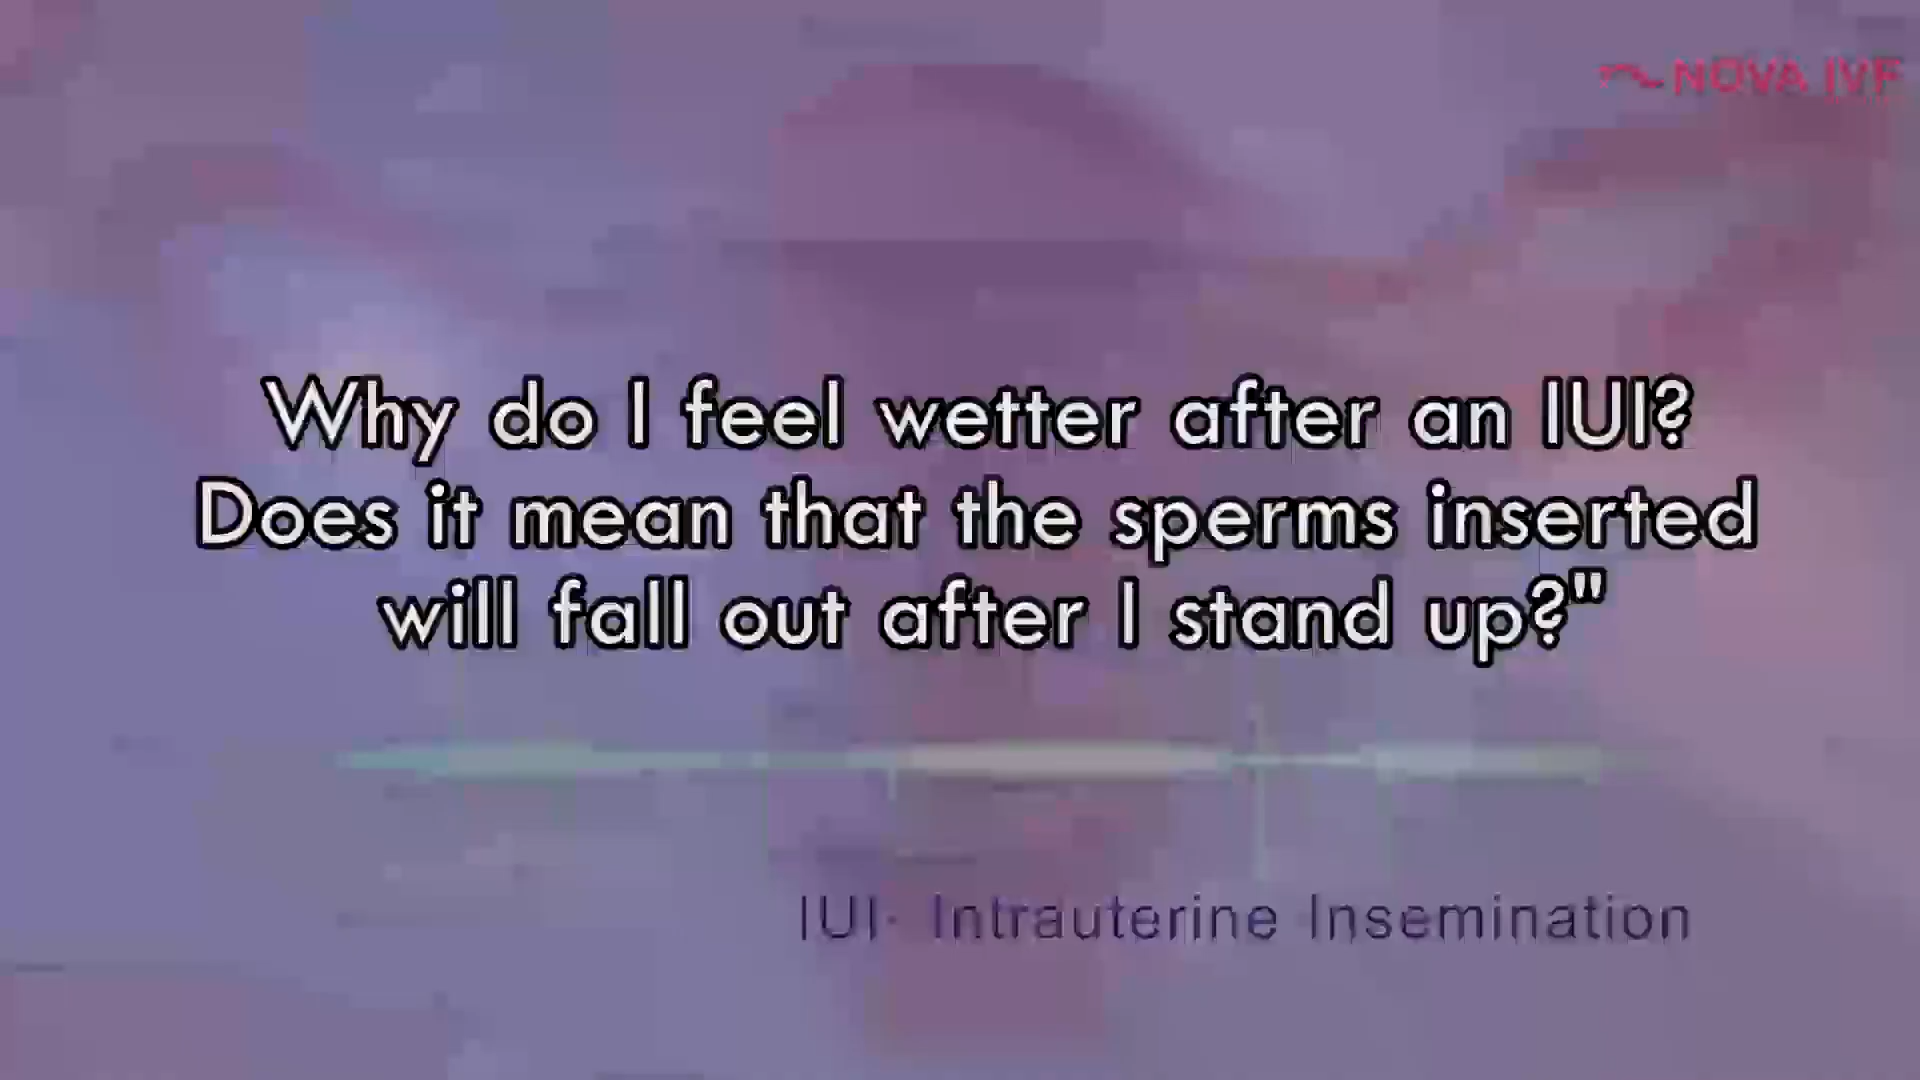 NOVA IVF
Why do I feel wetter after an IUI?
Does it mean that the sperms inserted
will fall out after I stand up?"
IUI- Intrauterine Insemination